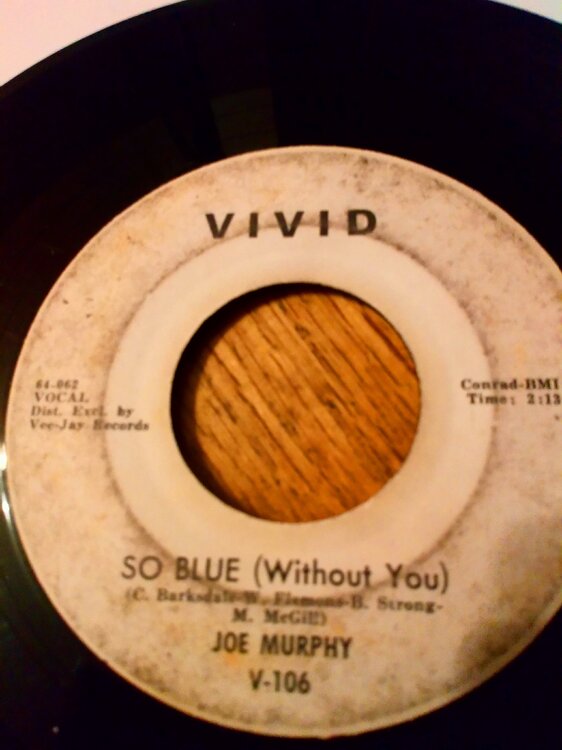 VIVID
64-062
VOCAL
Dist. Excl. by
Vee-Jay Records
Conrad-BMI
Time: 2:13
SO BLUE (Without You)
(C. Barksdale-W. Flemons-B. Strong-
M. McGill)
JOE MURPHY
V-106